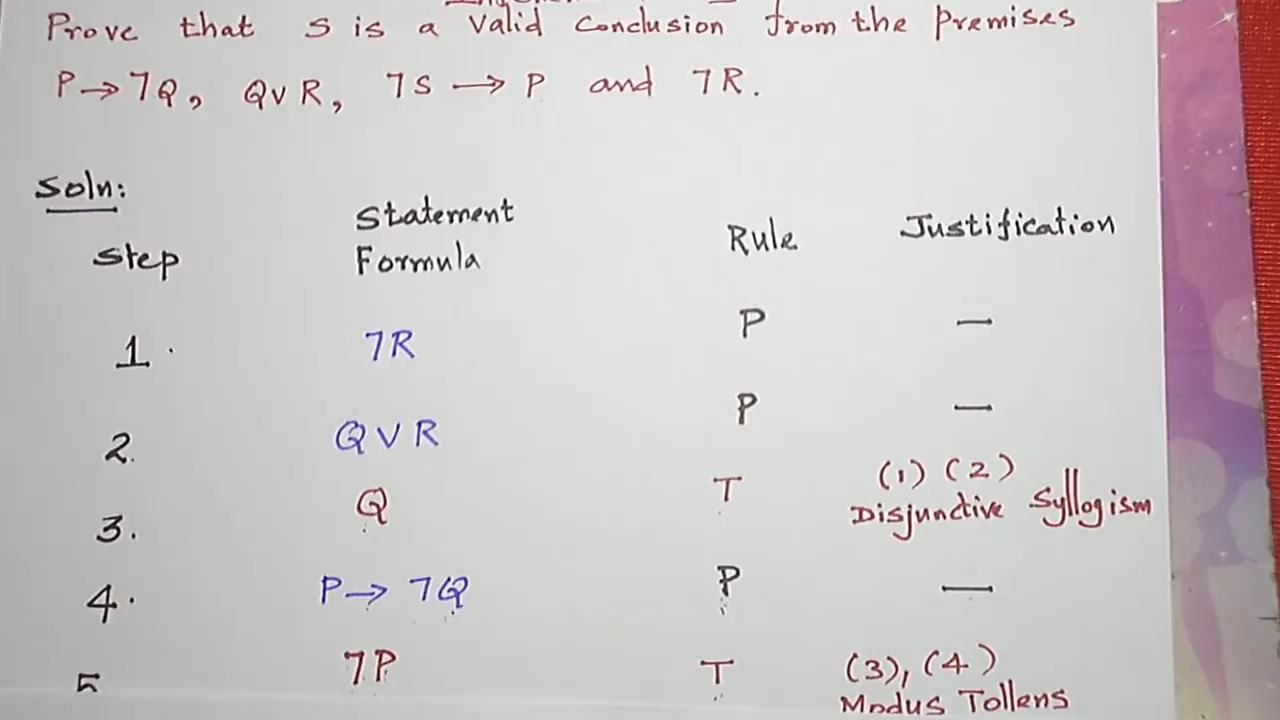 Prove that S is a Valid Conclusion from the premises
P→7Q, QVR, 7S → P and 7R.
Soln:
Step Statement Formula Rule Justification
1. 7R P —
2. Q V R P —
3. Q T (1) (2) Disjunctive Syllogism
4. P→ 7Q P —
5 7P T (3), (4) Modus Tollens